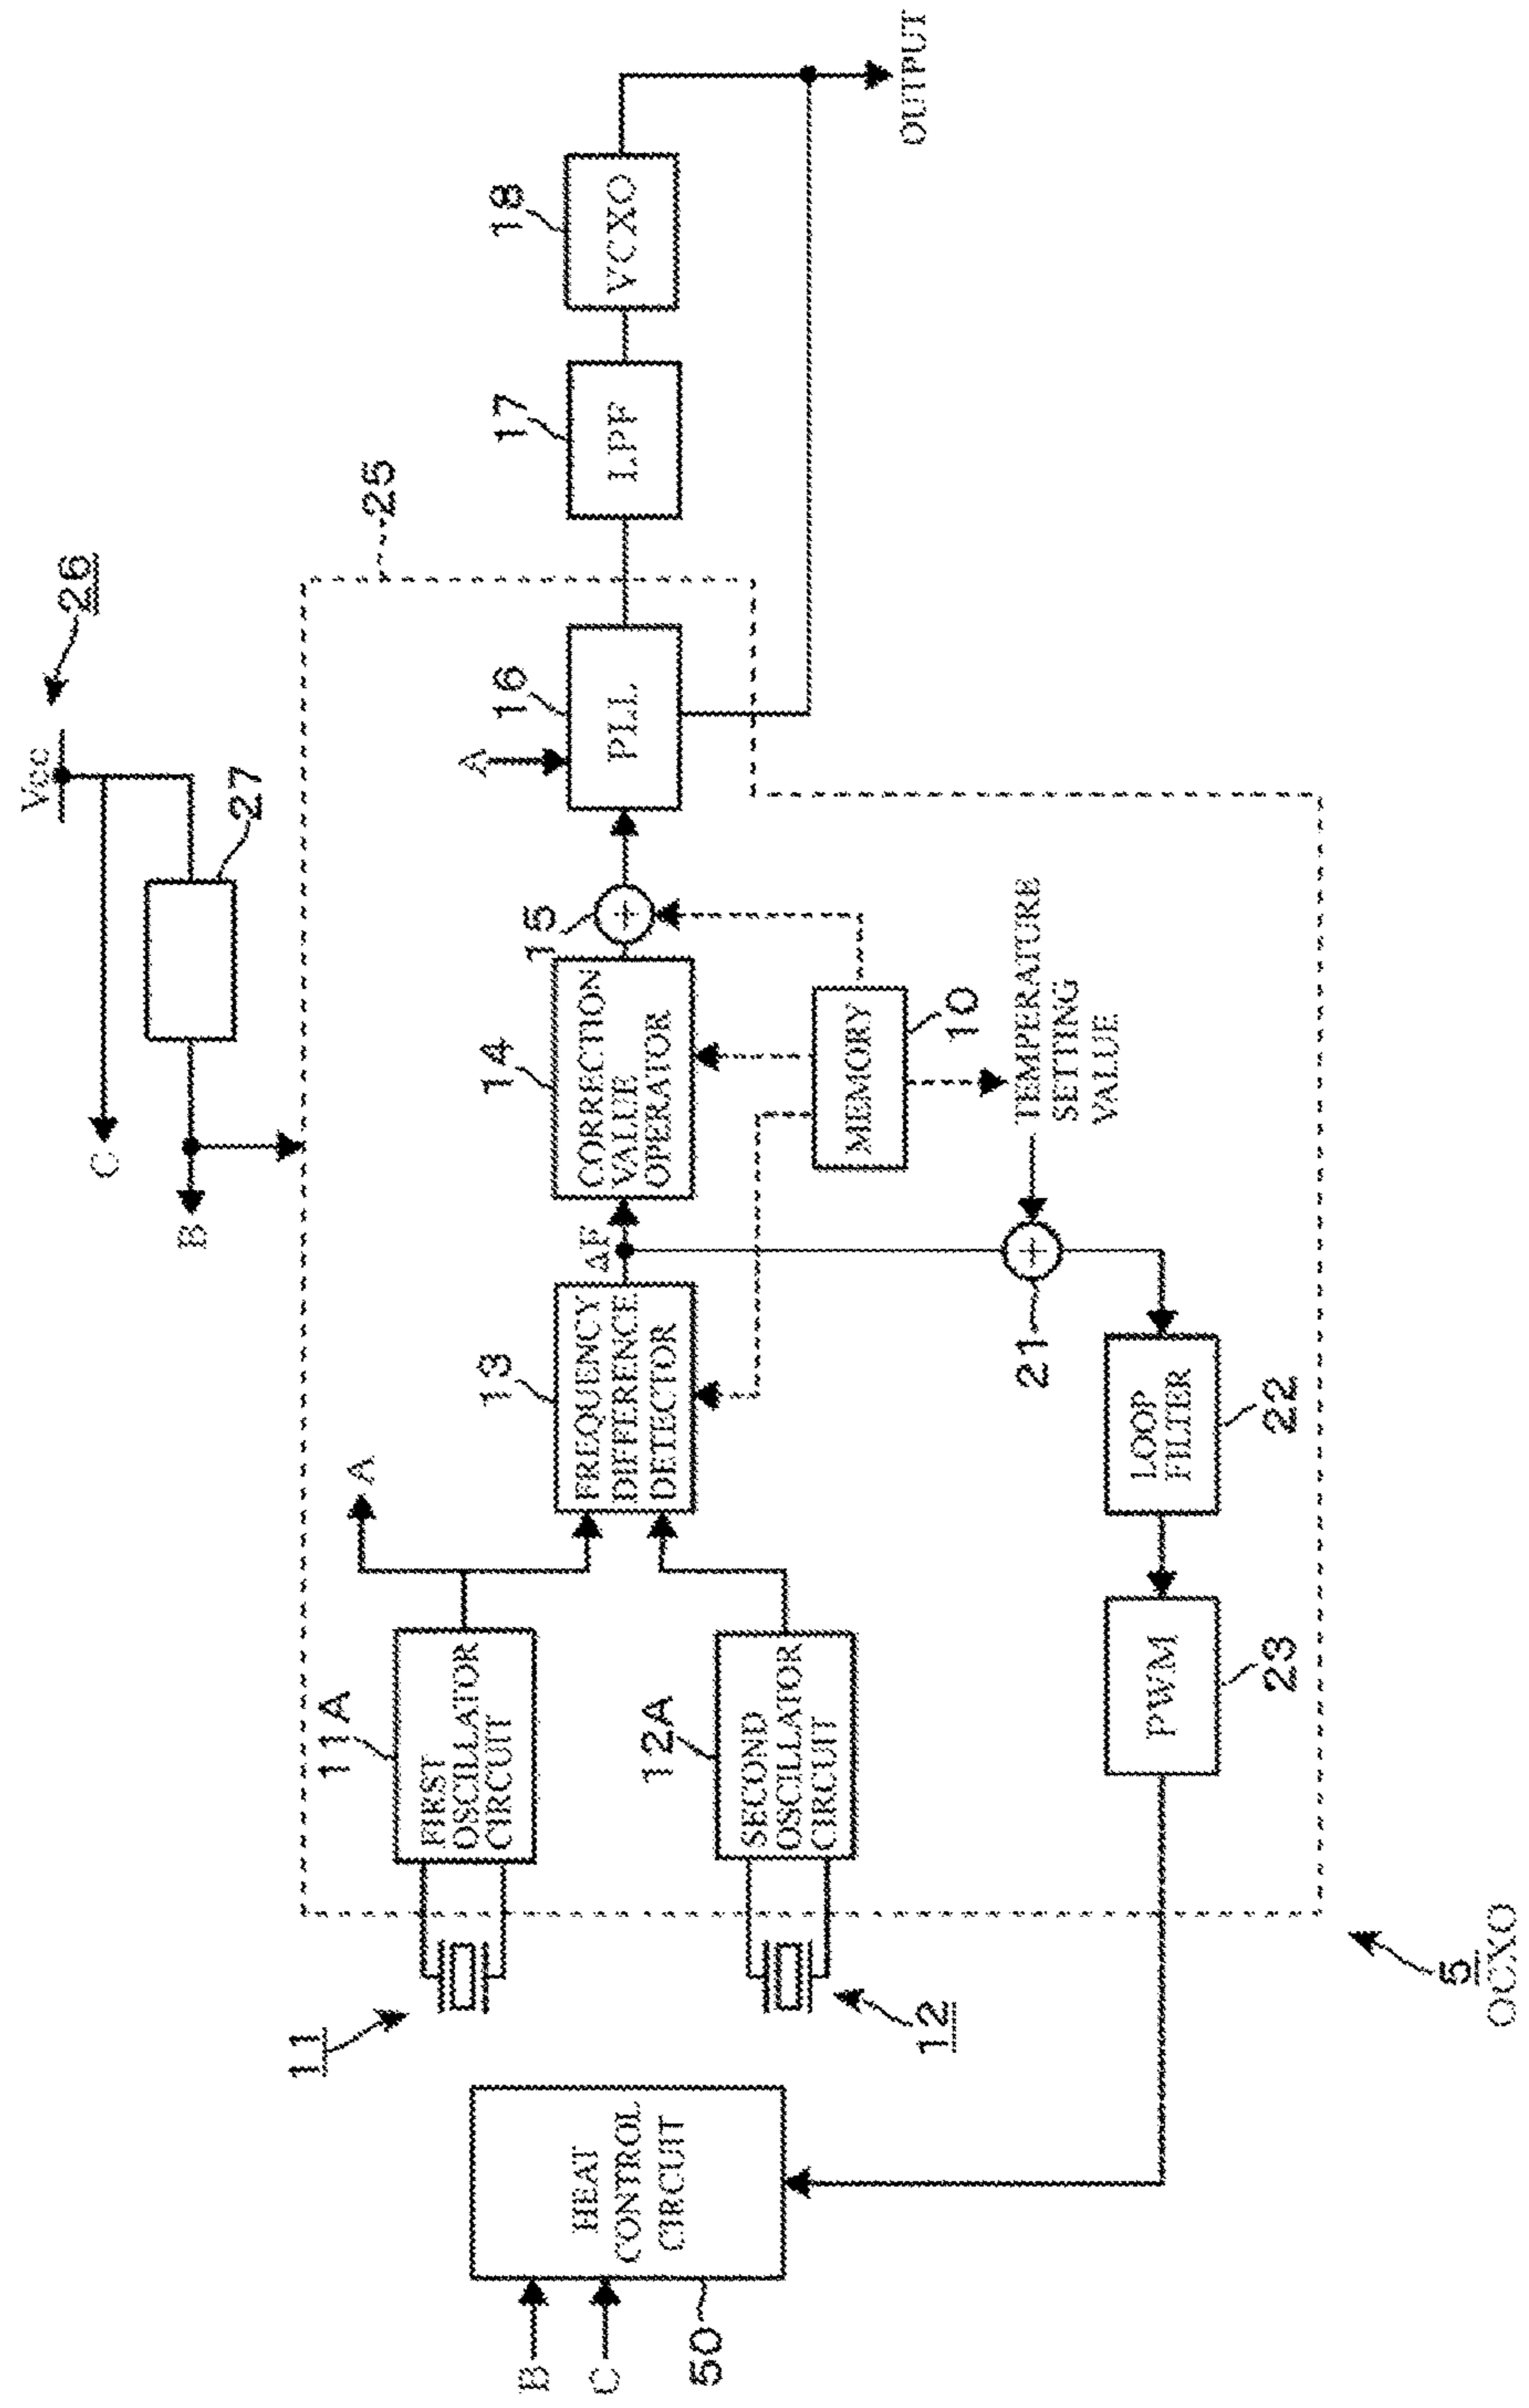 Vcc
26
27
C
B
25
11
11A
FIRST
OSCILLATOR
CIRCUIT
A
13
FREQUENCY
DIFFERENCE
DETECTOR
ΔF
14
CORRECTION
VALUE
OPERATOR
15
+
A
16
PLL
17
LPF
18
VCXO
OUTPUT
HEAT
CONTROL
CIRCUIT
B
C
50
12
12A
SECOND
OSCILLATOR
CIRCUIT
MEMORY
10
TEMPERATURE
SETTING
VALUE
21
+
22
LOOP
FILTER
23
PWM
5
OCXO